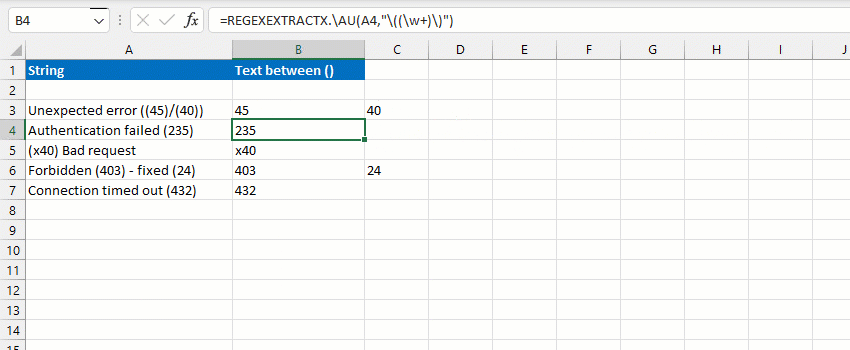 B4 fx =REGEXEXTRACTX.\AU(A4,"\((\w+)\)")
A B C D E F G H I J
1 String Text between ()
2
3 Unexpected error ((45)/(40)) 45 40
4 Authentication failed (235) 235
5 (x40) Bad request x40
6 Forbidden (403) - fixed (24) 403 24
7 Connection timed out (432) 432
8
9
10
11
12
13
14
15